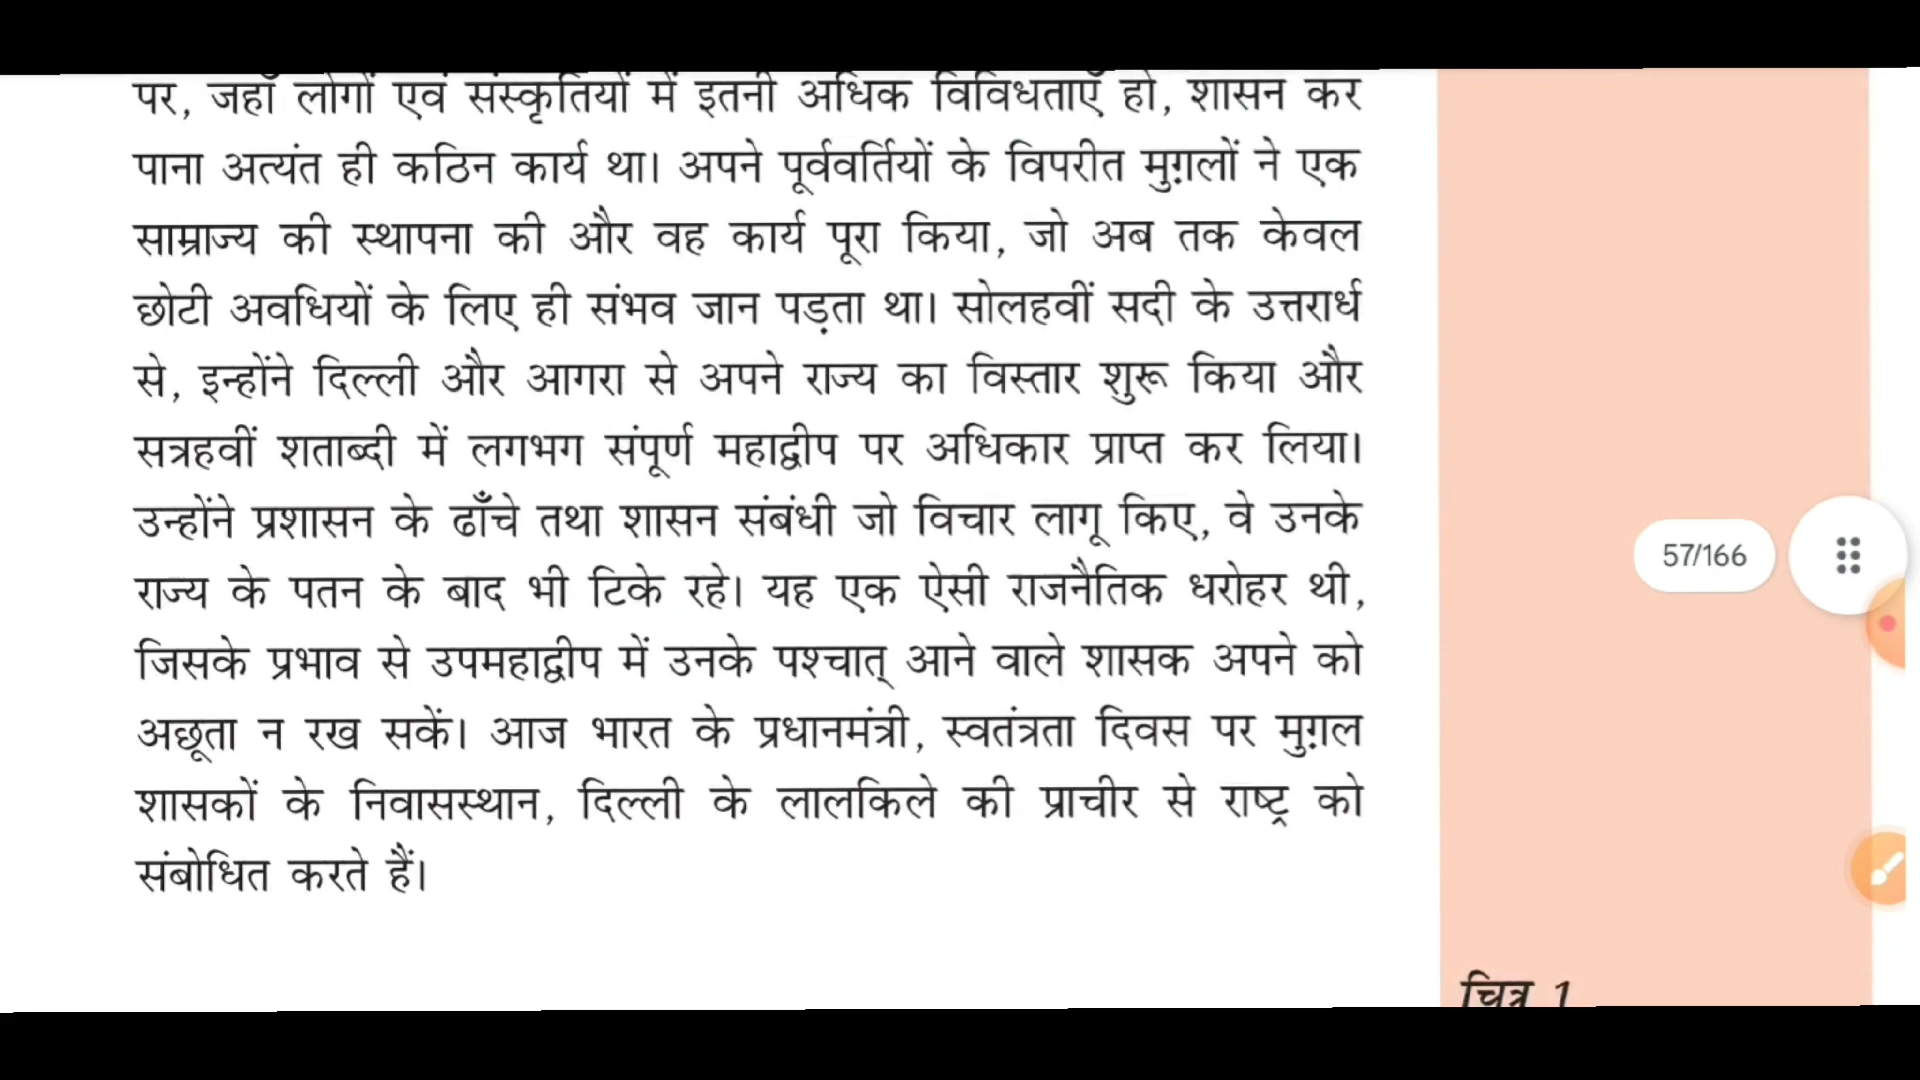 पर, जहाँ लोगों एवं संस्कृतियों में इतनी अधिक विविधताएँ हो, शासन कर
पाना अत्यंत ही कठिन कार्य था। अपने पूर्ववर्तियों के विपरीत मुग़लों ने एक
साम्राज्य की स्थापना की और वह कार्य पूरा किया, जो अब तक केवल
छोटी अवधियों के लिए ही संभव जान पड़ता था। सोलहवीं सदी के उत्तरार्ध
से, इन्होंने दिल्ली और आगरा से अपने राज्य का विस्तार शुरू किया और
सत्रहवीं शताब्दी में लगभग संपूर्ण महाद्वीप पर अधिकार प्राप्त कर लिया।
उन्होंने प्रशासन के ढाँचे तथा शासन संबंधी जो विचार लागू किए, वे उनके
राज्य के पतन के बाद भी टिके रहे। यह एक ऐसी राजनैतिक धरोहर थी,
जिसके प्रभाव से उपमहाद्वीप में उनके पश्चात् आने वाले शासक अपने को
अछूता न रख सकें। आज भारत के प्रधानमंत्री, स्वतंत्रता दिवस पर मुग़ल
शासकों के निवासस्थान, दिल्ली के लालकिले की प्राचीर से राष्ट्र को
संबोधित करते हैं।
57/166
चित्र 1